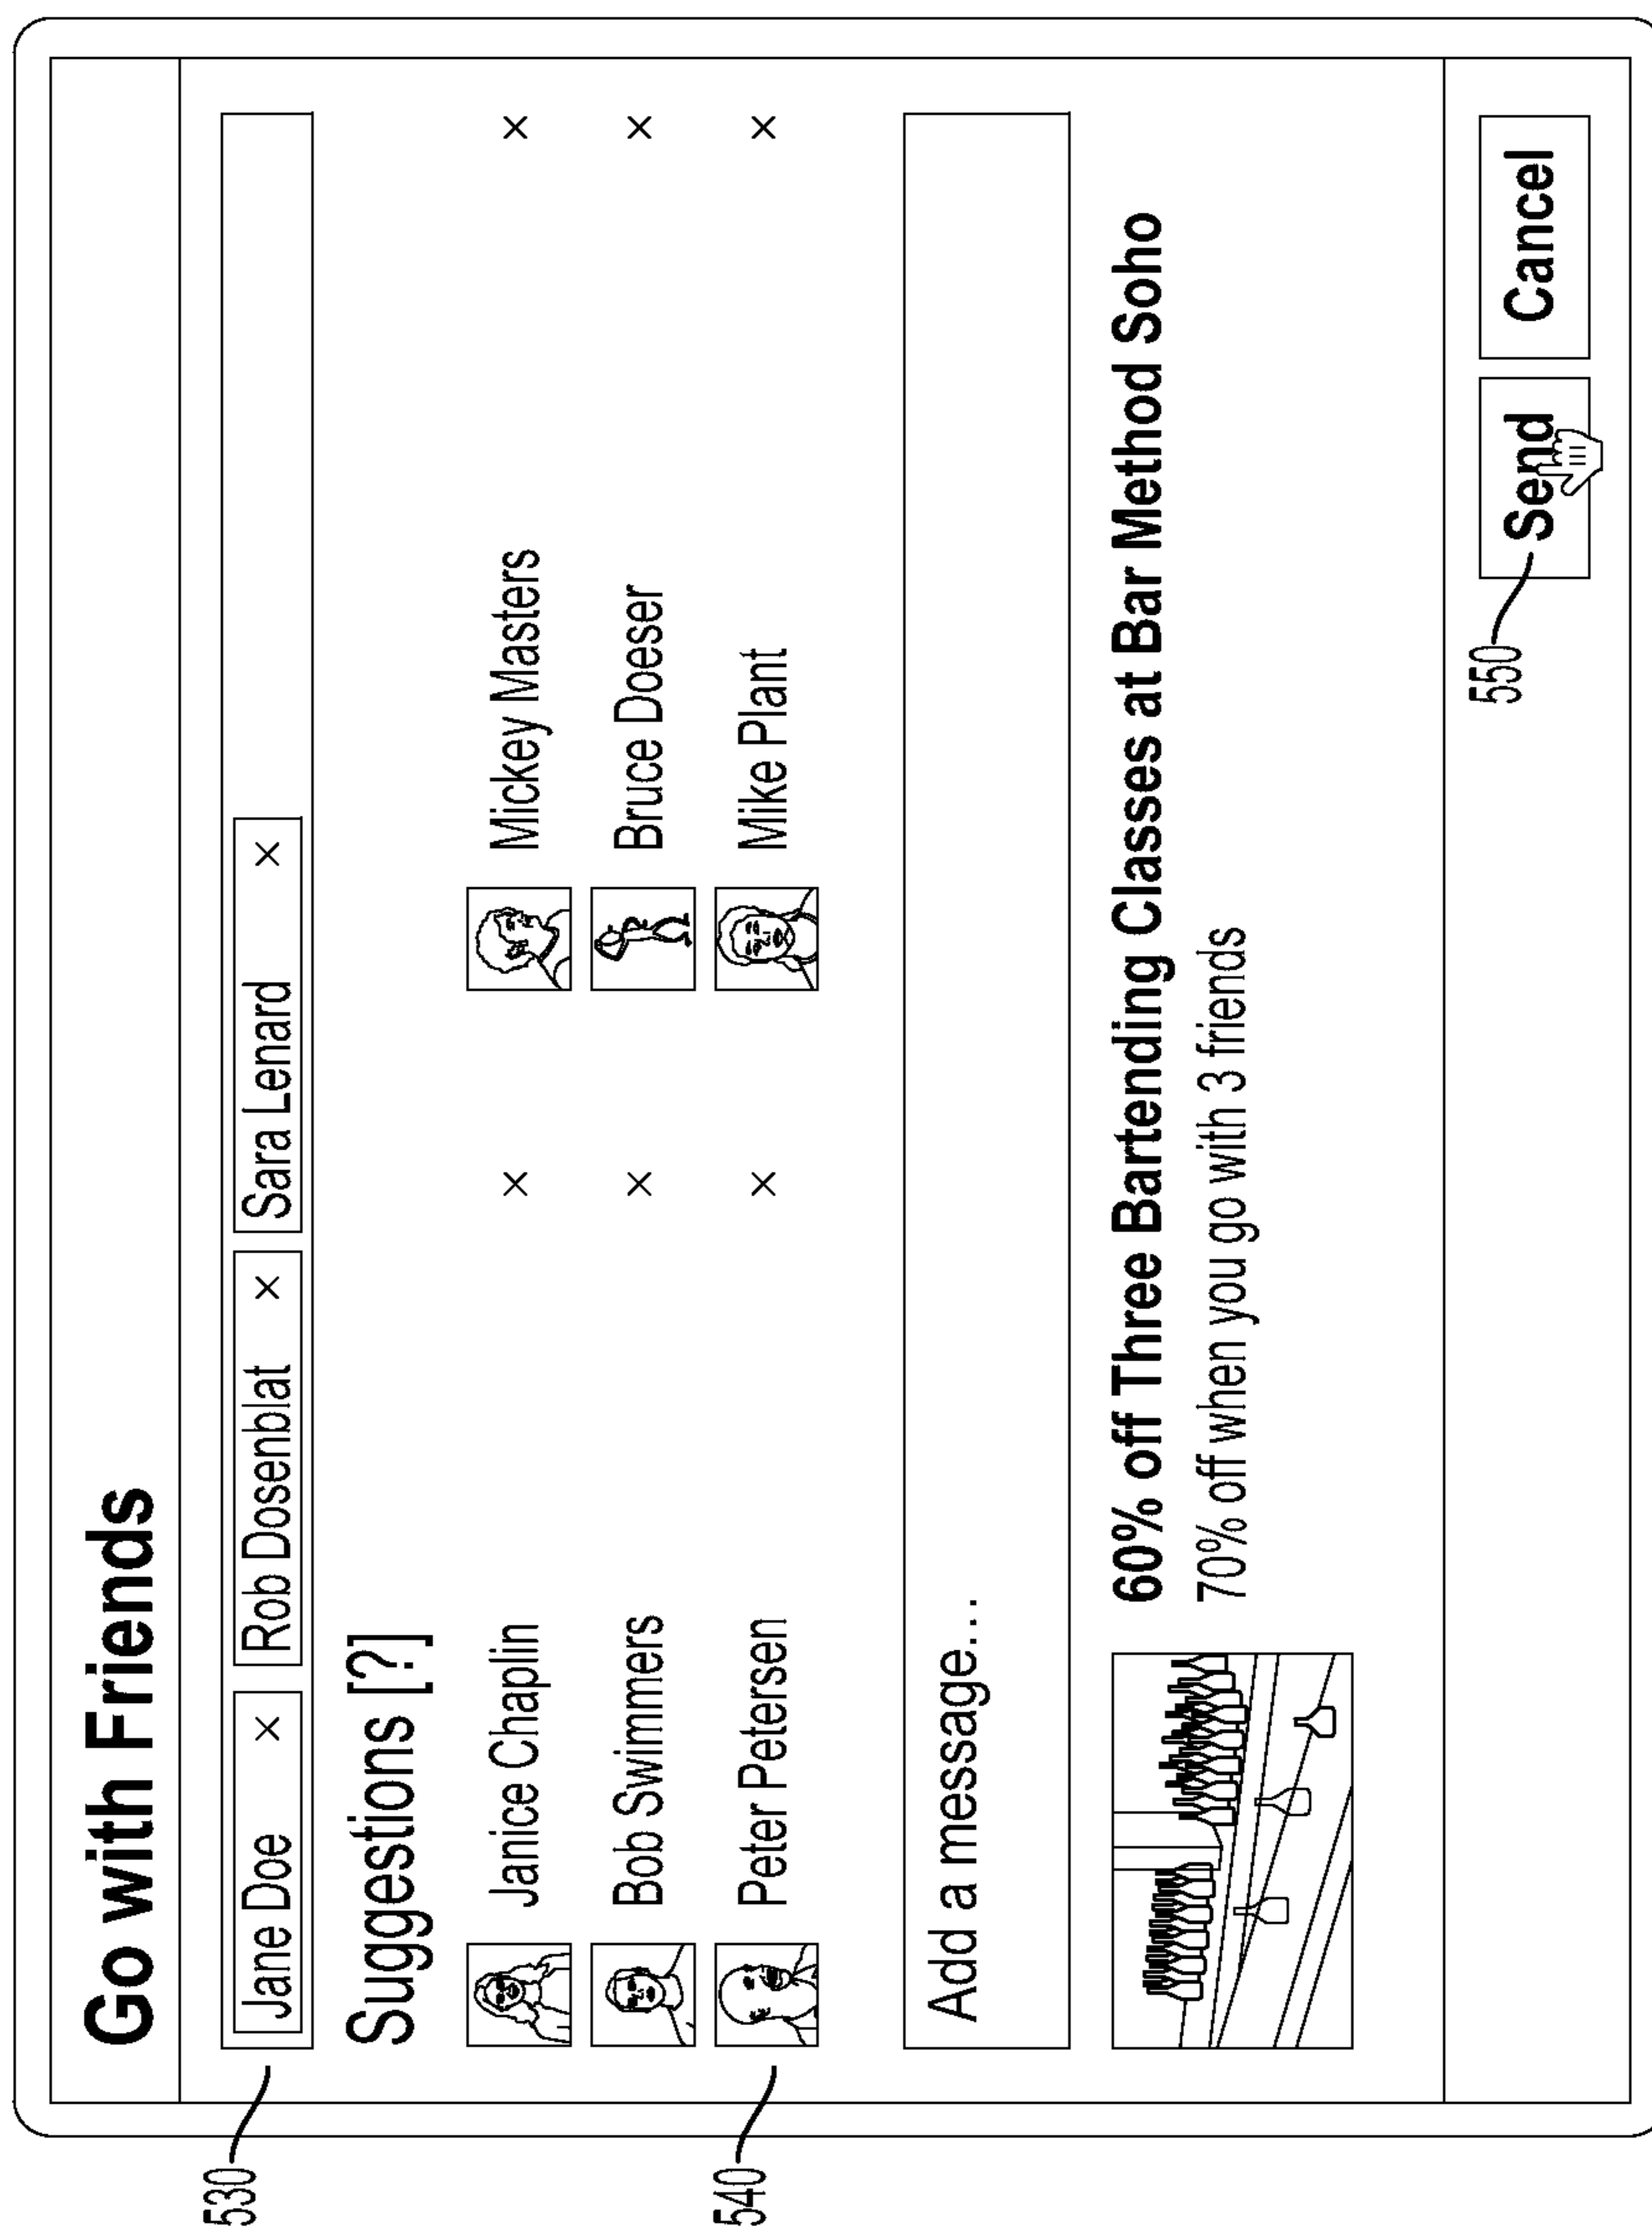 Go with Friends
530 Jane Doe × Rob Dosenblat × Sara Lenard ×
Suggestions [?]
Janice Chaplin × Mickey Masters ×
Bob Swimmers × Bruce Doeser ×
540 Peter Petersen × Mike Plant ×
Add a message...
60% off Three Bartending Classes at Bar Method Soho
70% off when you go with 3 friends
550 Send Cancel